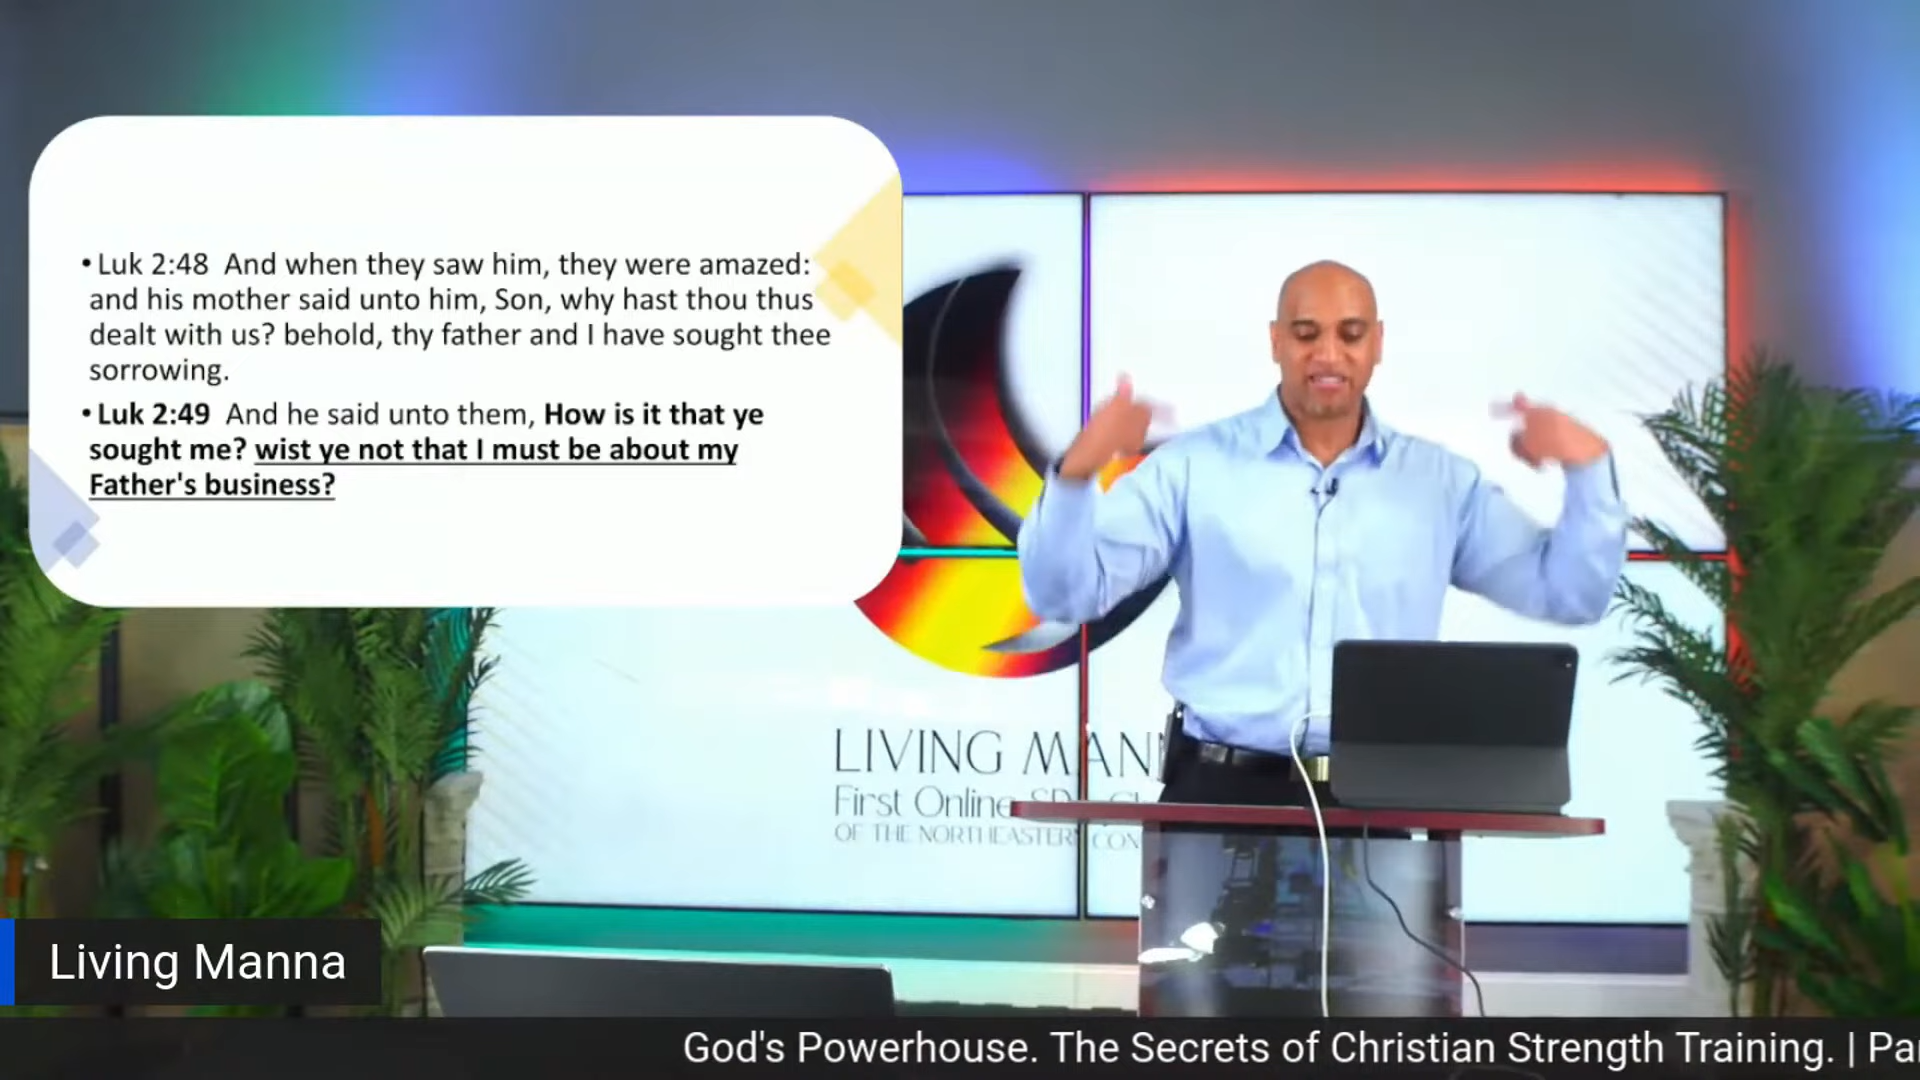 • Luk 2:48 And when they saw him, they were amazed:
and his mother said unto him, Son, why hast thou thus
dealt with us? behold, thy father and I have sought thee
sorrowing.
• Luk 2:49 And he said unto them, How is it that ye
sought me? wist ye not that I must be about my
Father's business?
LIVING MANN
First Online
OF THE NORTHEASTERN CON
Living Manna
God's Powerhouse. The Secrets of Christian Strength Training. | Pa